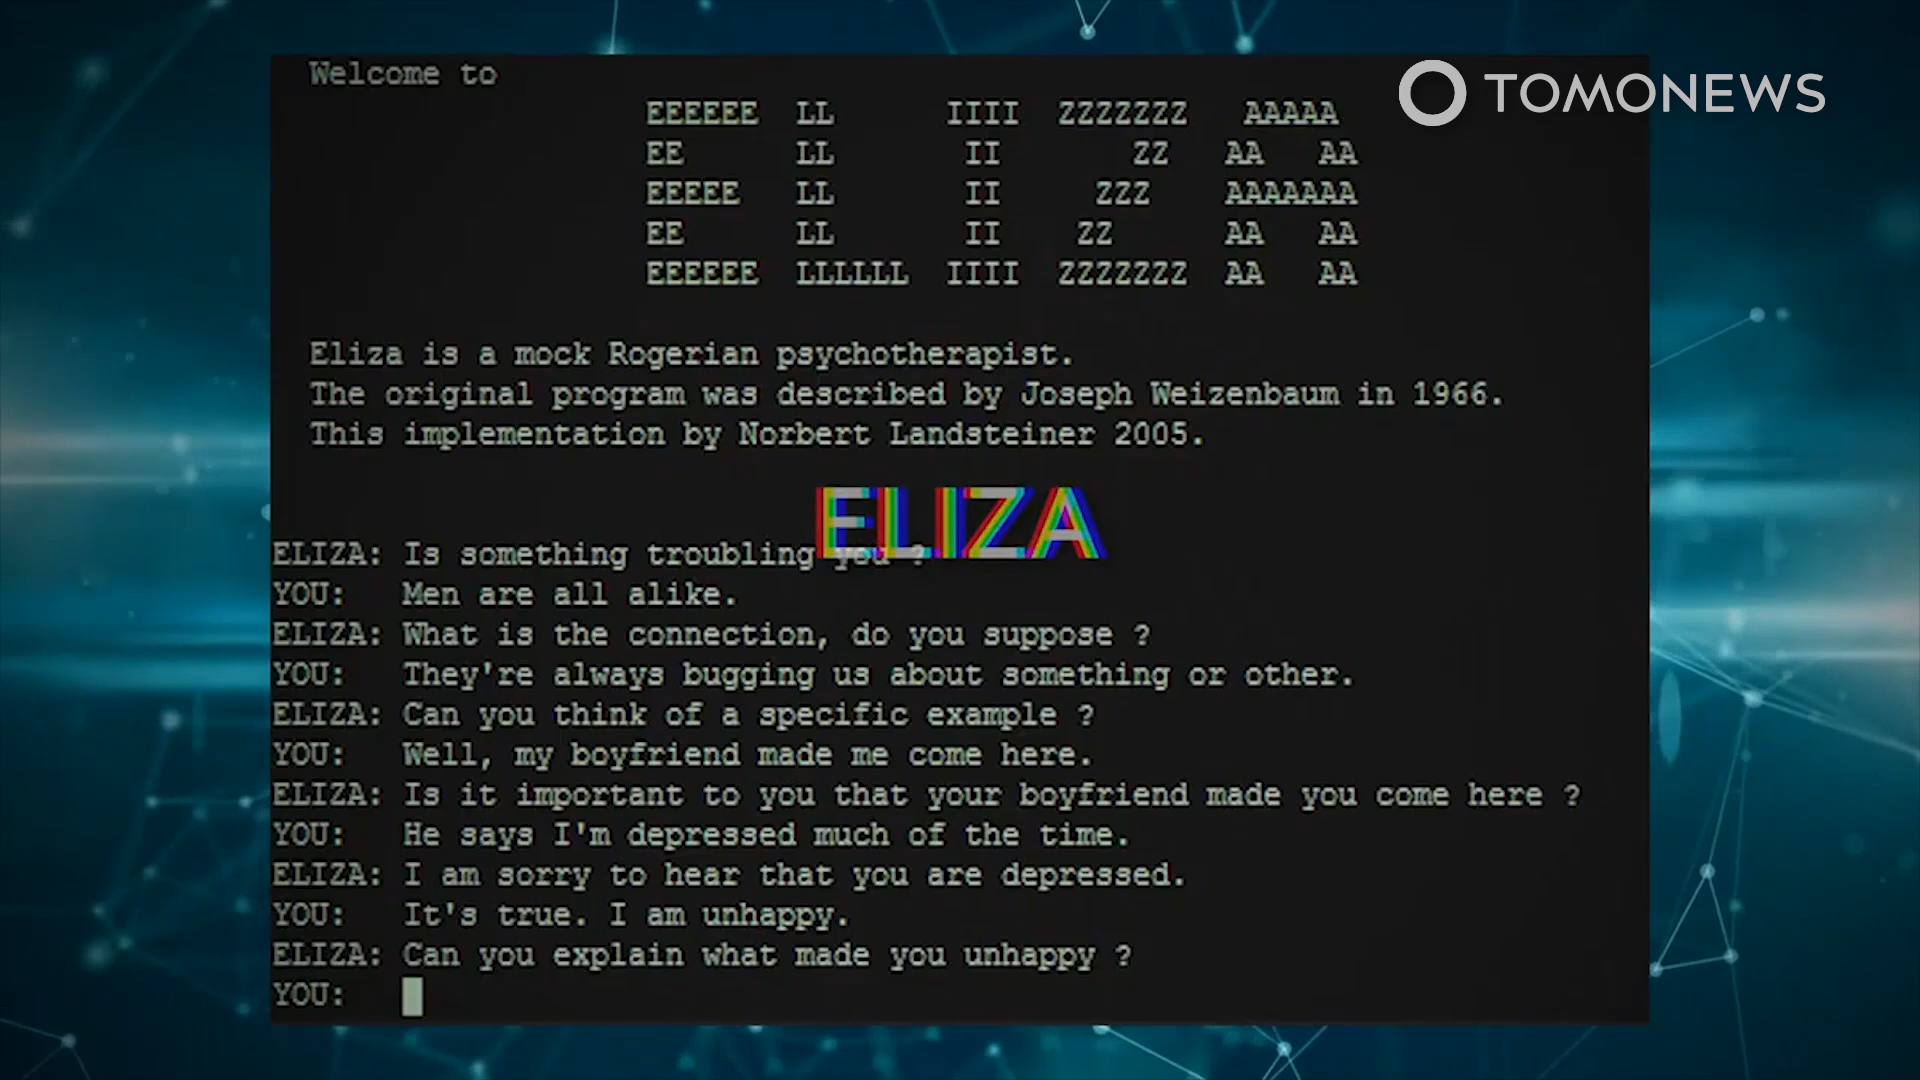 Welcome to
TOMONEWS
EEEEEE  LL      IIII  ZZZZZZZ   AAAAA
EE      LL       II       ZZ   AA   AA
EEEEE   LL       II     ZZZ    AAAAAAA
EE      LL       II    ZZ      AA   AA
EEEEEE  LLLLLL  IIII  ZZZZZZZ  AA   AA
Eliza is a mock Rogerian psychotherapist.
The original program was described by Joseph Weizenbaum in 1966.
This implementation by Norbert Landsteiner 2005.
ELIZA
ELIZA: Is something troubling you ?
YOU:   Men are all alike.
ELIZA: What is the connection, do you suppose ?
YOU:   They're always bugging us about something or other.
ELIZA: Can you think of a specific example ?
YOU:   Well, my boyfriend made me come here.
ELIZA: Is it important to you that your boyfriend made you come here ?
YOU:   He says I'm depressed much of the time.
ELIZA: I am sorry to hear that you are depressed.
YOU:   It's true. I am unhappy.
ELIZA: Can you explain what made you unhappy ?
YOU: